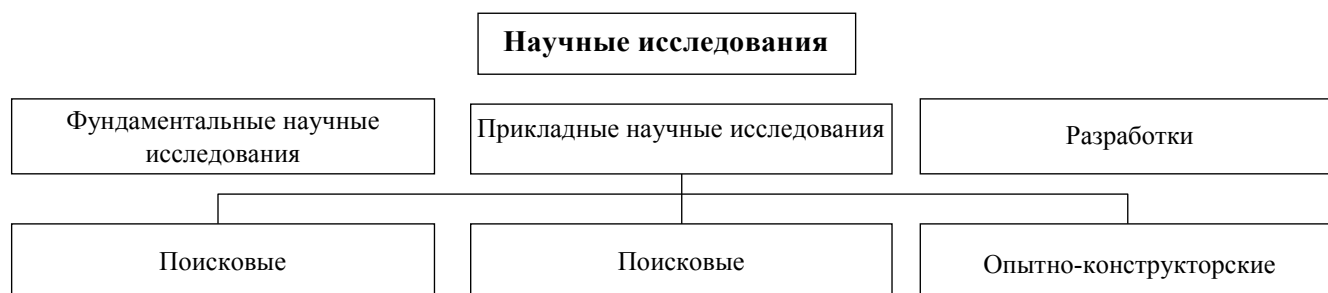 Научные исследования
Фундаментальные научные
исследования
Прикладные научные исследования
Разработки
Поисковые
Поисковые
Опытно-конструкторские